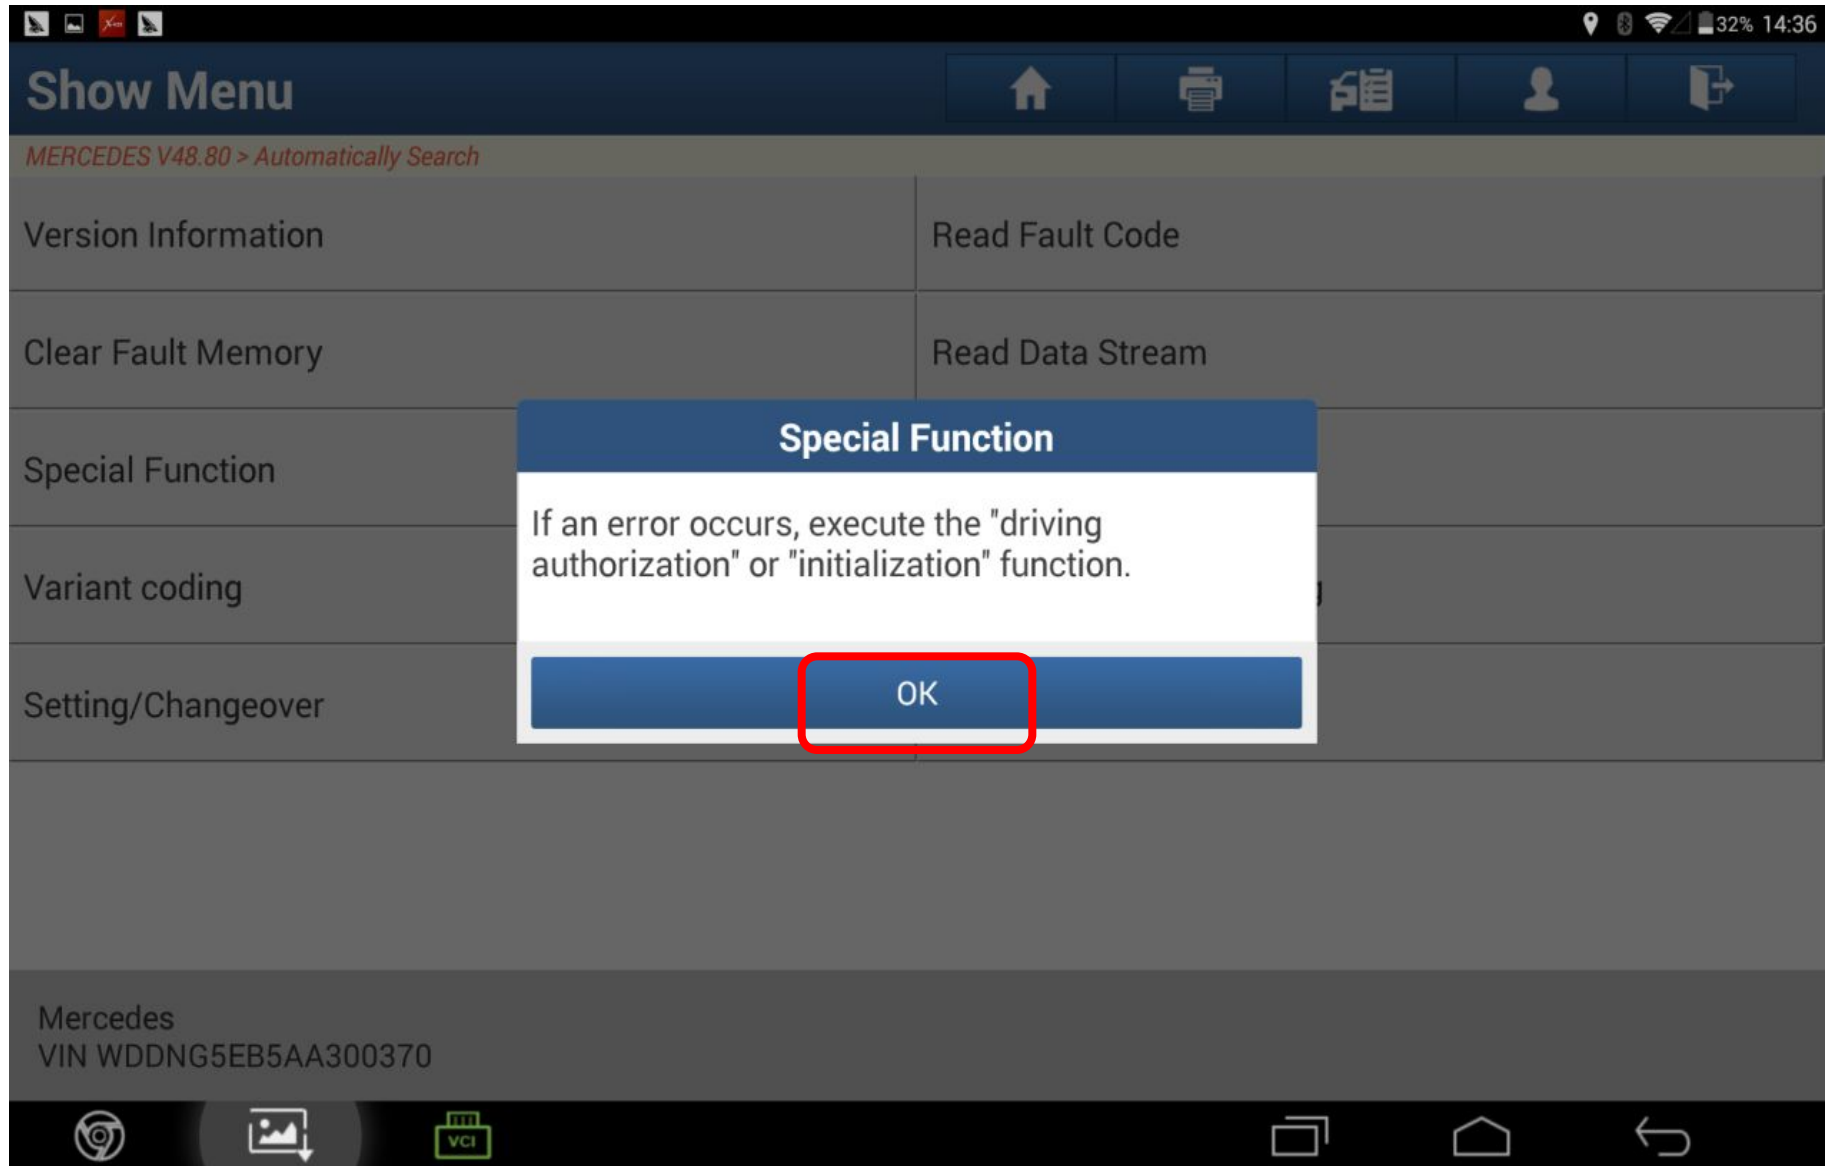 32% 14:36
Show Menu
MERCEDES V48.80 > Automatically Search
Version Information
Read Fault Code
Clear Fault Memory
Read Data Stream
Special Function
Special Function
If an error occurs, execute the "driving
authorization" or "initialization" function.
Variant coding
OK
Setting/Changeover
Mercedes
VIN WDDNG5EB5AA300370
VCI